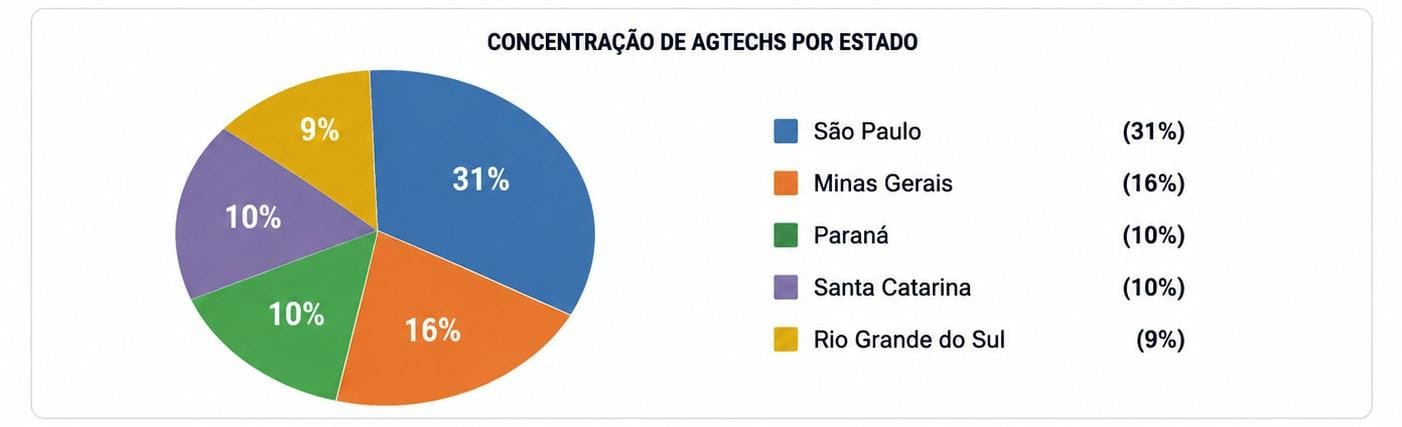 CONCENTRAÇÃO DE AGTECHS POR ESTADO
9%
31%
10%
10%
16%
São Paulo (31%)
Minas Gerais (16%)
Paraná (10%)
Santa Catarina (10%)
Rio Grande do Sul (9%)